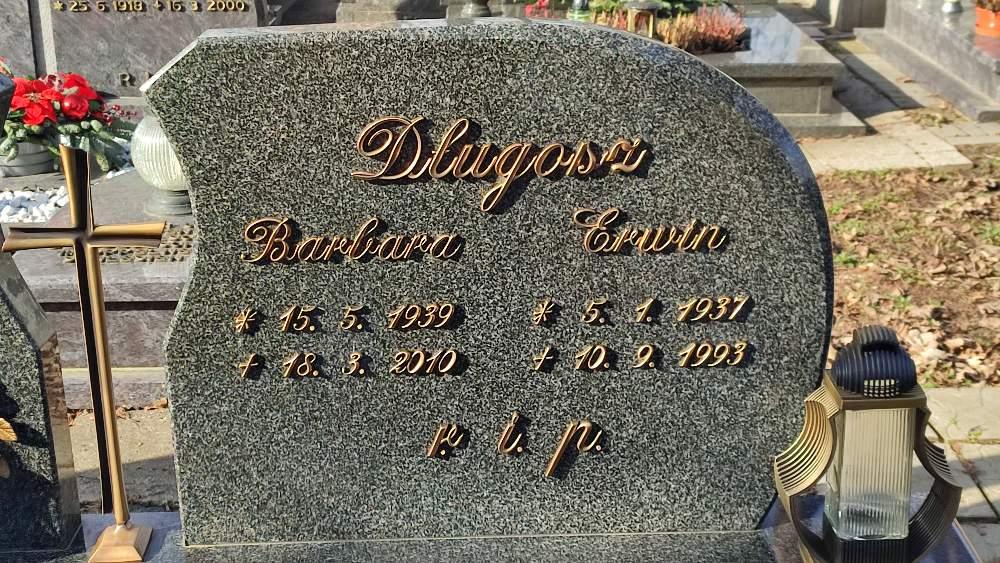 * 25 6 1918 + 16 3 2000
Długosz
Barbara Erwin
* 15. 5. 1939 * 5. 1. 1937
+ 18. 3. 2010 + 10. 9. 1993
r. i. p.